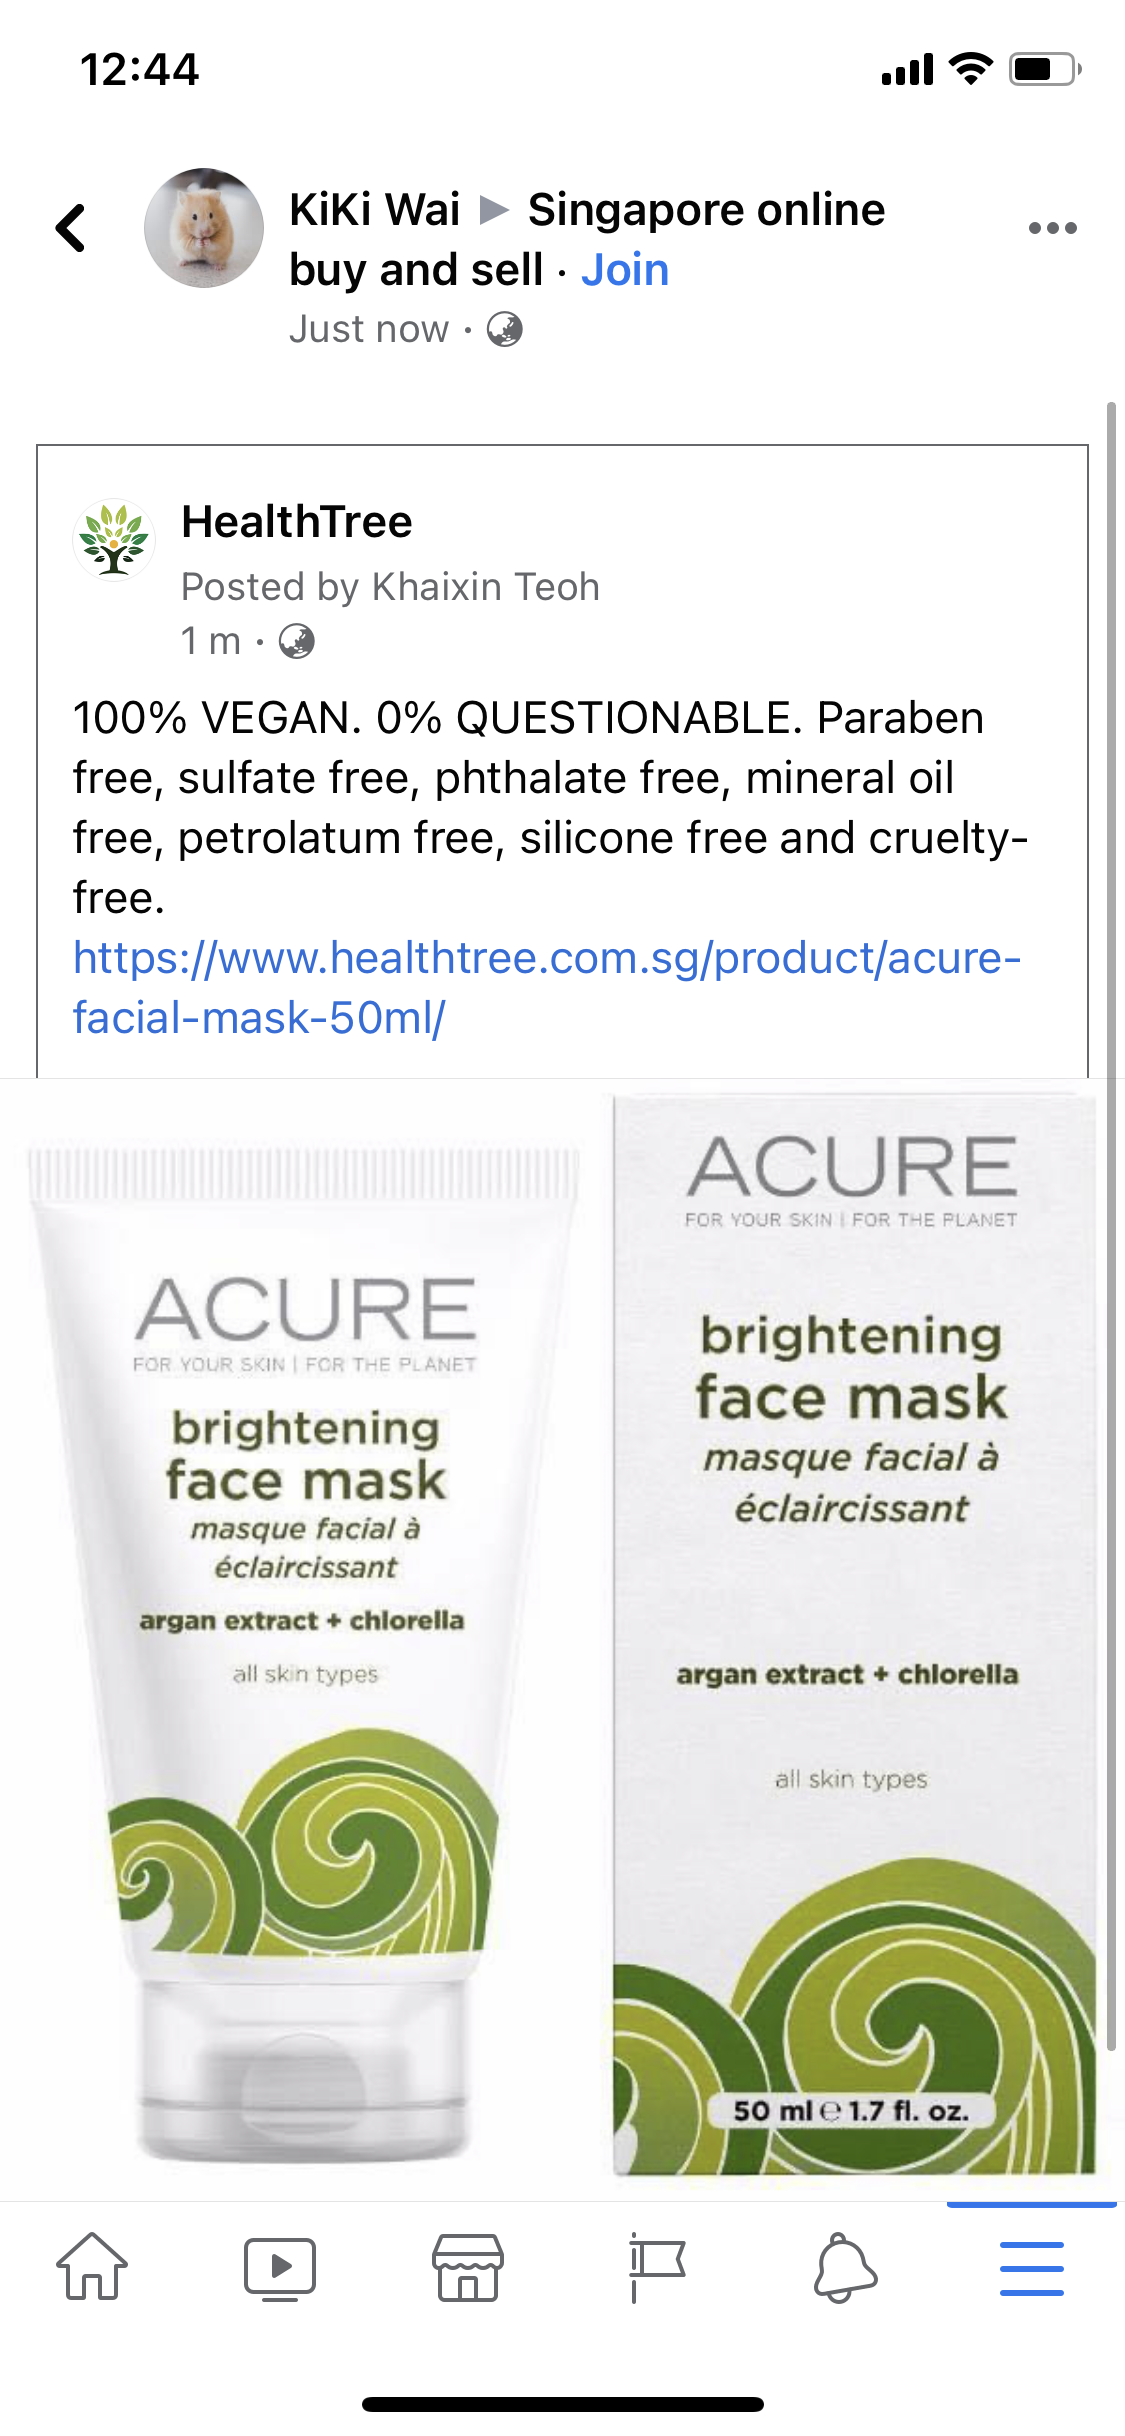 12:44
KiKi Wai ▶ Singapore online
buy and sell · Join
Just now ·
HealthTree
Posted by Khaixin Teoh
1 m ·
100% VEGAN. 0% QUESTIONABLE. Paraben
free, sulfate free, phthalate free, mineral oil
free, petrolatum free, silicone free and cruelty-
free.
https://www.healthtree.com.sg/product/acure-
facial-mask-50ml/
ACURE
FOR YOUR SKIN | FOR THE PLANET
brightening
face mask
masque facial à
éclaircissant
argan extract + chlorella
all skin types
ACURE
FOR YOUR SKIN | FOR THE PLANET
brightening
face mask
masque facial à
éclaircissant
argan extract + chlorella
all skin types
50 ml ℮ 1.7 fl. oz.